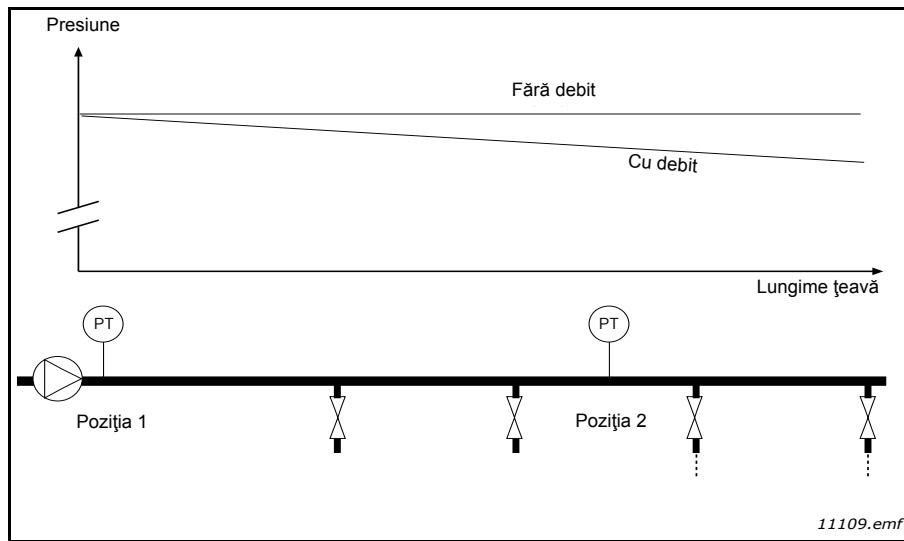 Presiune
Fără debit
Cu debit
Lungime ţeavă
PT
PT
Poziţia 1
Poziţia 2
11109.emf